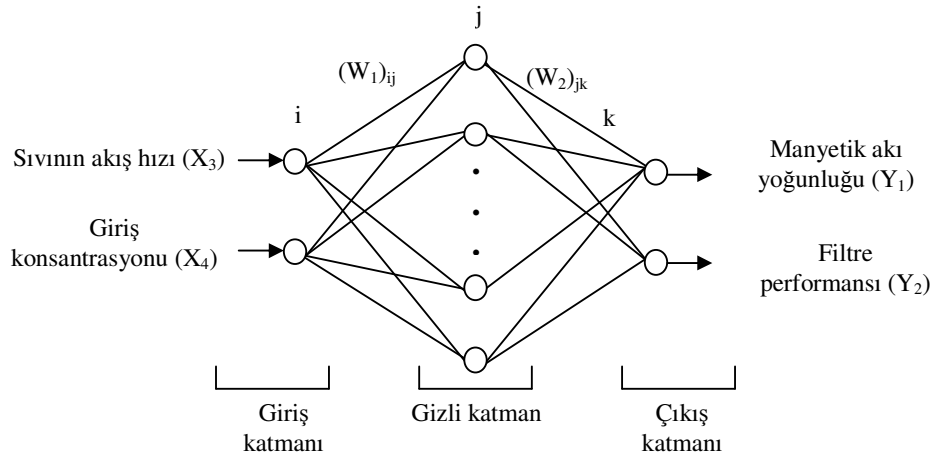 j
(W₁)ij
(W₂)jk
i
k
Sıvının akış hızı (X₃)
Giriş
konsantrasyonu (X₄)
Manyetik akı
yoğunluğu (Y₁)
Filtre
performansı (Y₂)
Giriş
katmanı
Gizli katman
Çıkış
katmanı